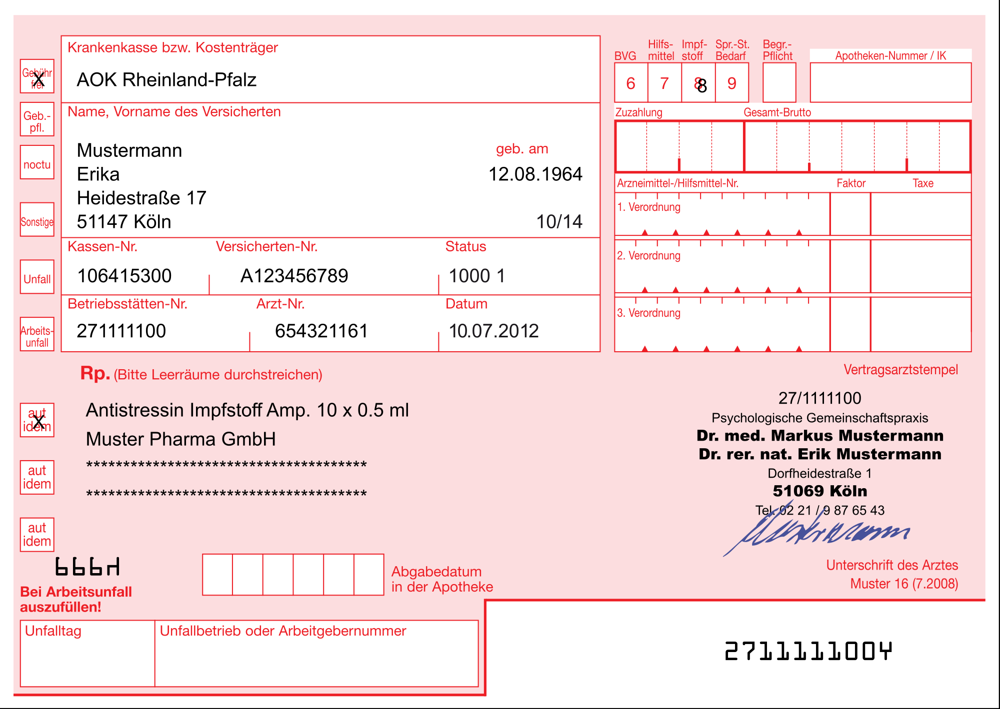 Krankenkasse bzw. Kostenträger
AOK Rheinland-Pfalz
Gebühr
frei
X
Geb.-
pfl.
noctu
Sonstige
Unfall
Arbeits-
unfall
Name, Vorname des Versicherten
Mustermann
geb. am
Erika 12.08.1964
Heidestraße 17
51147 Köln 10/14
Kassen-Nr. Versicherten-Nr. Status
106415300 A123456789 1000 1
Betriebsstätten-Nr. Arzt-Nr. Datum
271111100 654321161 10.07.2012
BVG
Hilfs-
mittel
Impf-
stoff
Spr.-St.
Bedarf
Begr.-
Pflicht
Apotheken-Nummer / IK
6 7 8 9
8
Zuzahlung Gesamt-Brutto
Arzneimittel-/Hilfsmittel-Nr. Faktor Taxe
1. Verordnung
2. Verordnung
3. Verordnung
Rp. (Bitte Leerräume durchstreichen)
aut
idem
X
Antistressin Impfstoff Amp. 10 x 0.5 ml
Muster Pharma GmbH
aut
idem
**************************************
**************************************
aut
idem
Vertragsarztstempel
27/1111100
Psychologische Gemeinschaftspraxis
Dr. med. Markus Mustermann
Dr. rer. nat. Erik Mustermann
Dorfheidestraße 1
51069 Köln
Tel. 02 21 / 9 87 65 43
Mustermann
Unterschrift des Arztes
Muster 16 (7.2008)
Abgabedatum
in der Apotheke
Bei Arbeitsunfall
auszufüllen!
Unfalltag Unfallbetrieb oder Arbeitgebernummer